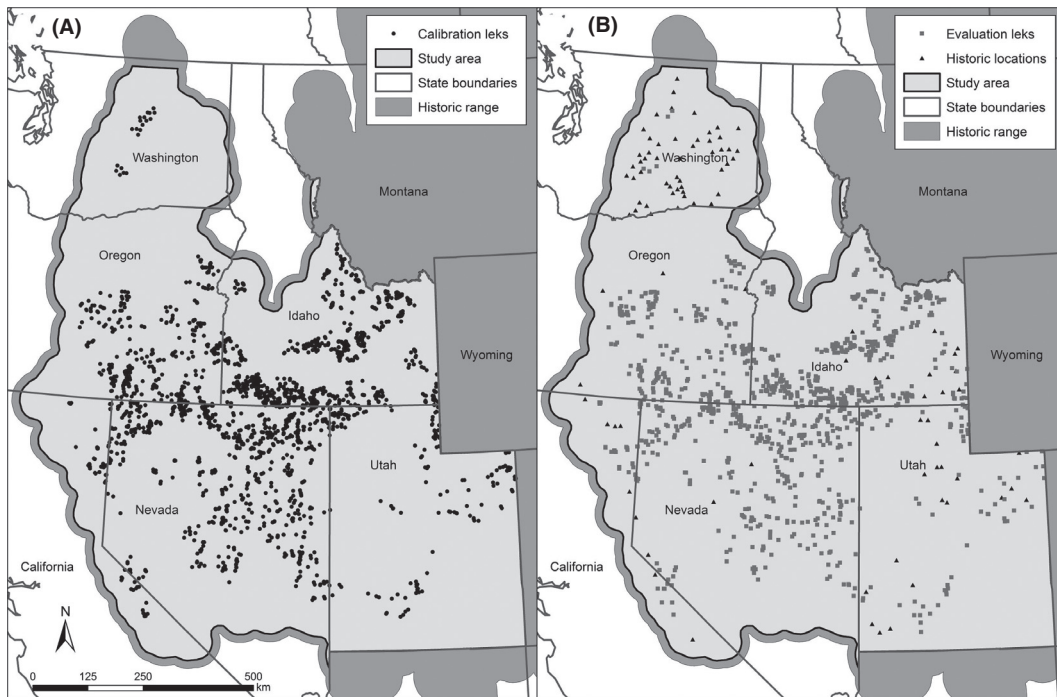 (A)
Calibration leks
Study area
State boundaries
Historic range
Washington
Montana
Oregon
Idaho
Wyoming
Utah
Nevada
California
N
0 125 250 500
km
(B)
Evaluation leks
Historic locations
Study area
State boundaries
Historic range
Washington
Montana
Oregon
Idaho
Wyoming
Utah
Nevada
California